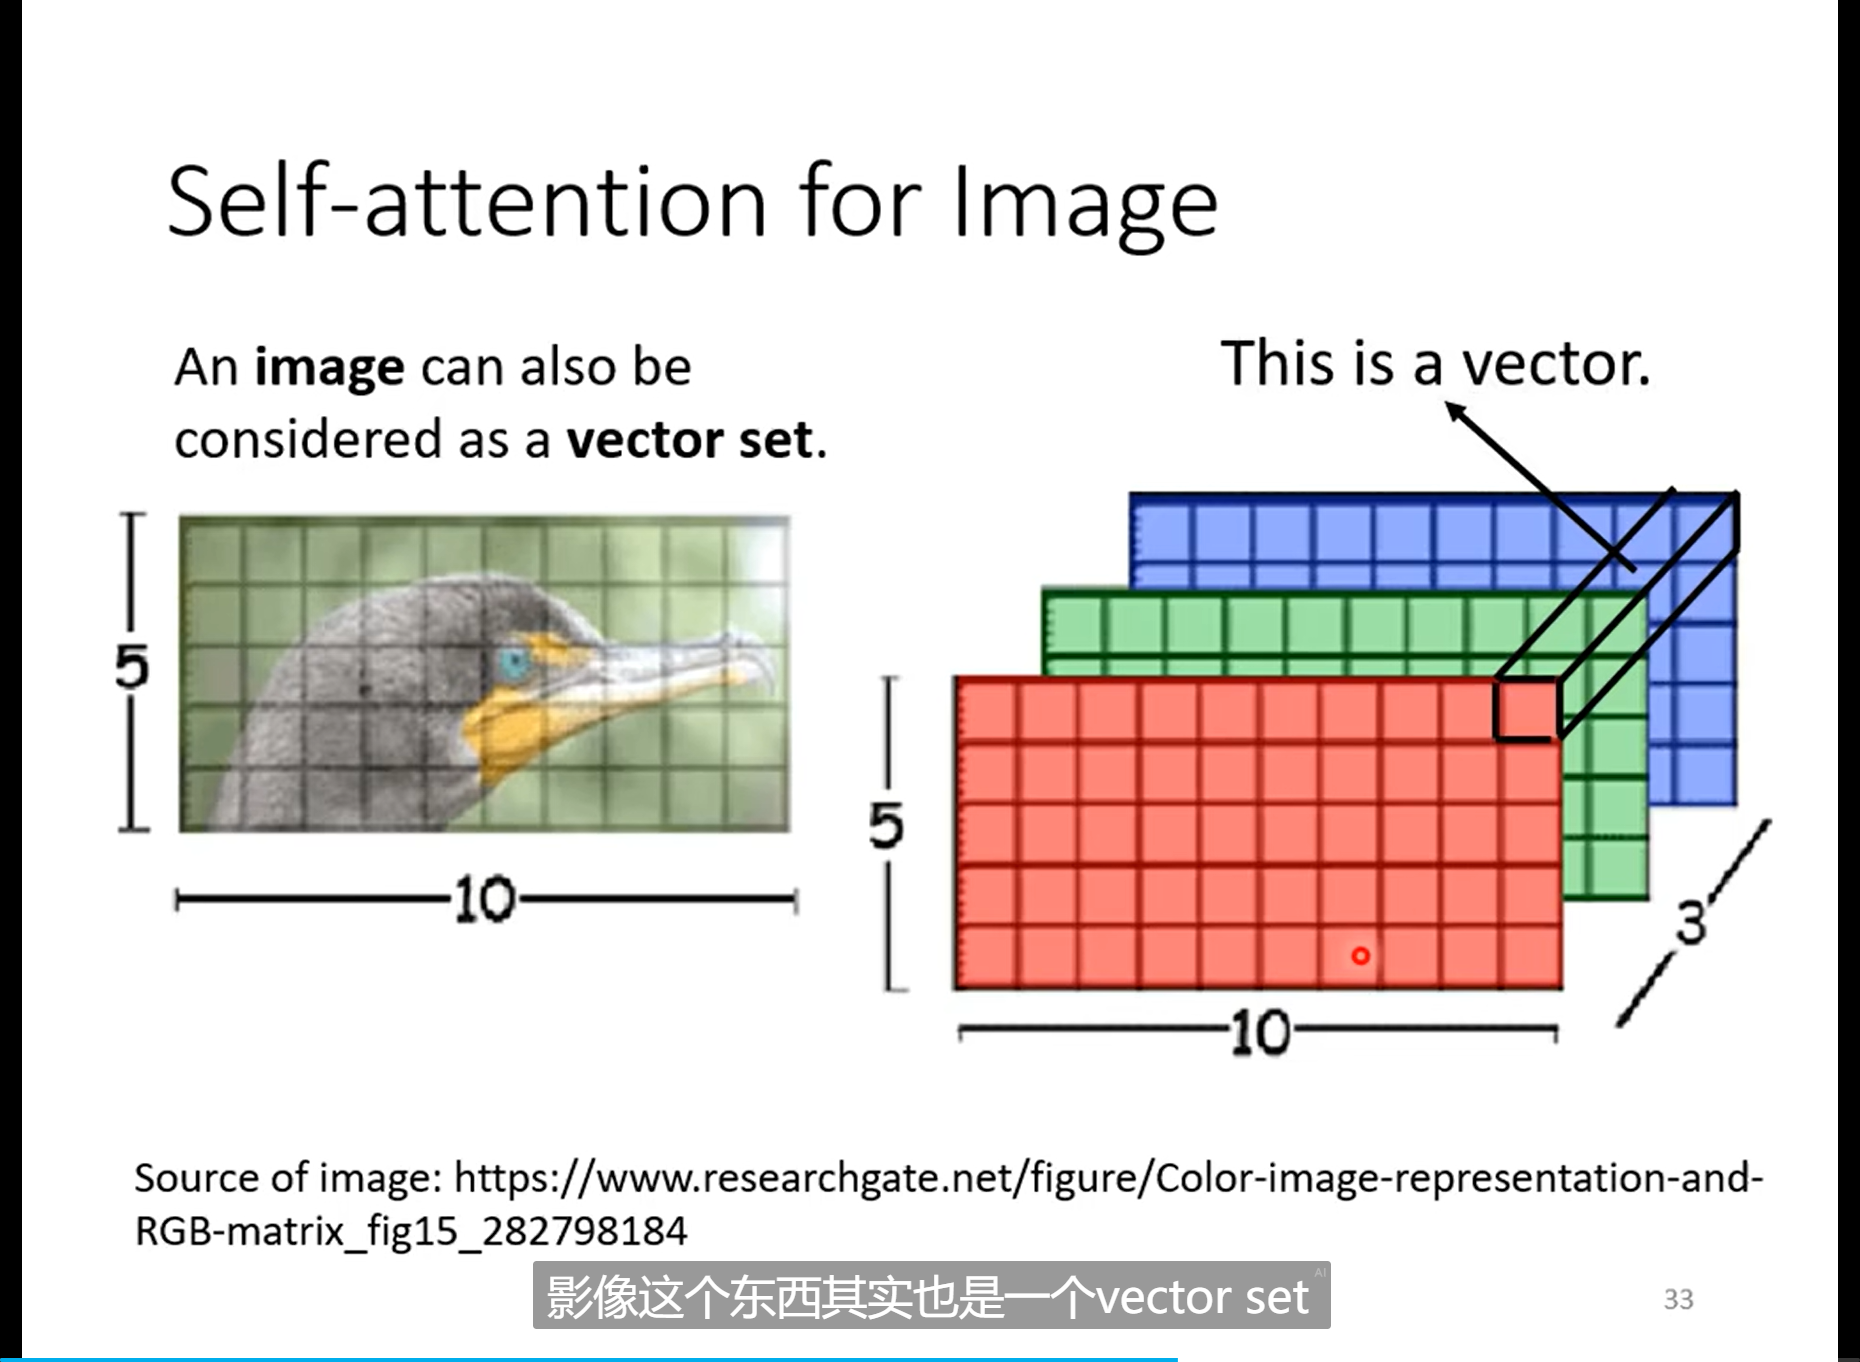 Self-attention for Image
An image can also be
considered as a vector set.
This is a vector.
5
10
5
10
3
Source of image: https://www.researchgate.net/figure/Color-image-representation-and-
RGB-matrix_fig15_282798184
影像这个东西其实也是一个vector set
AI
33